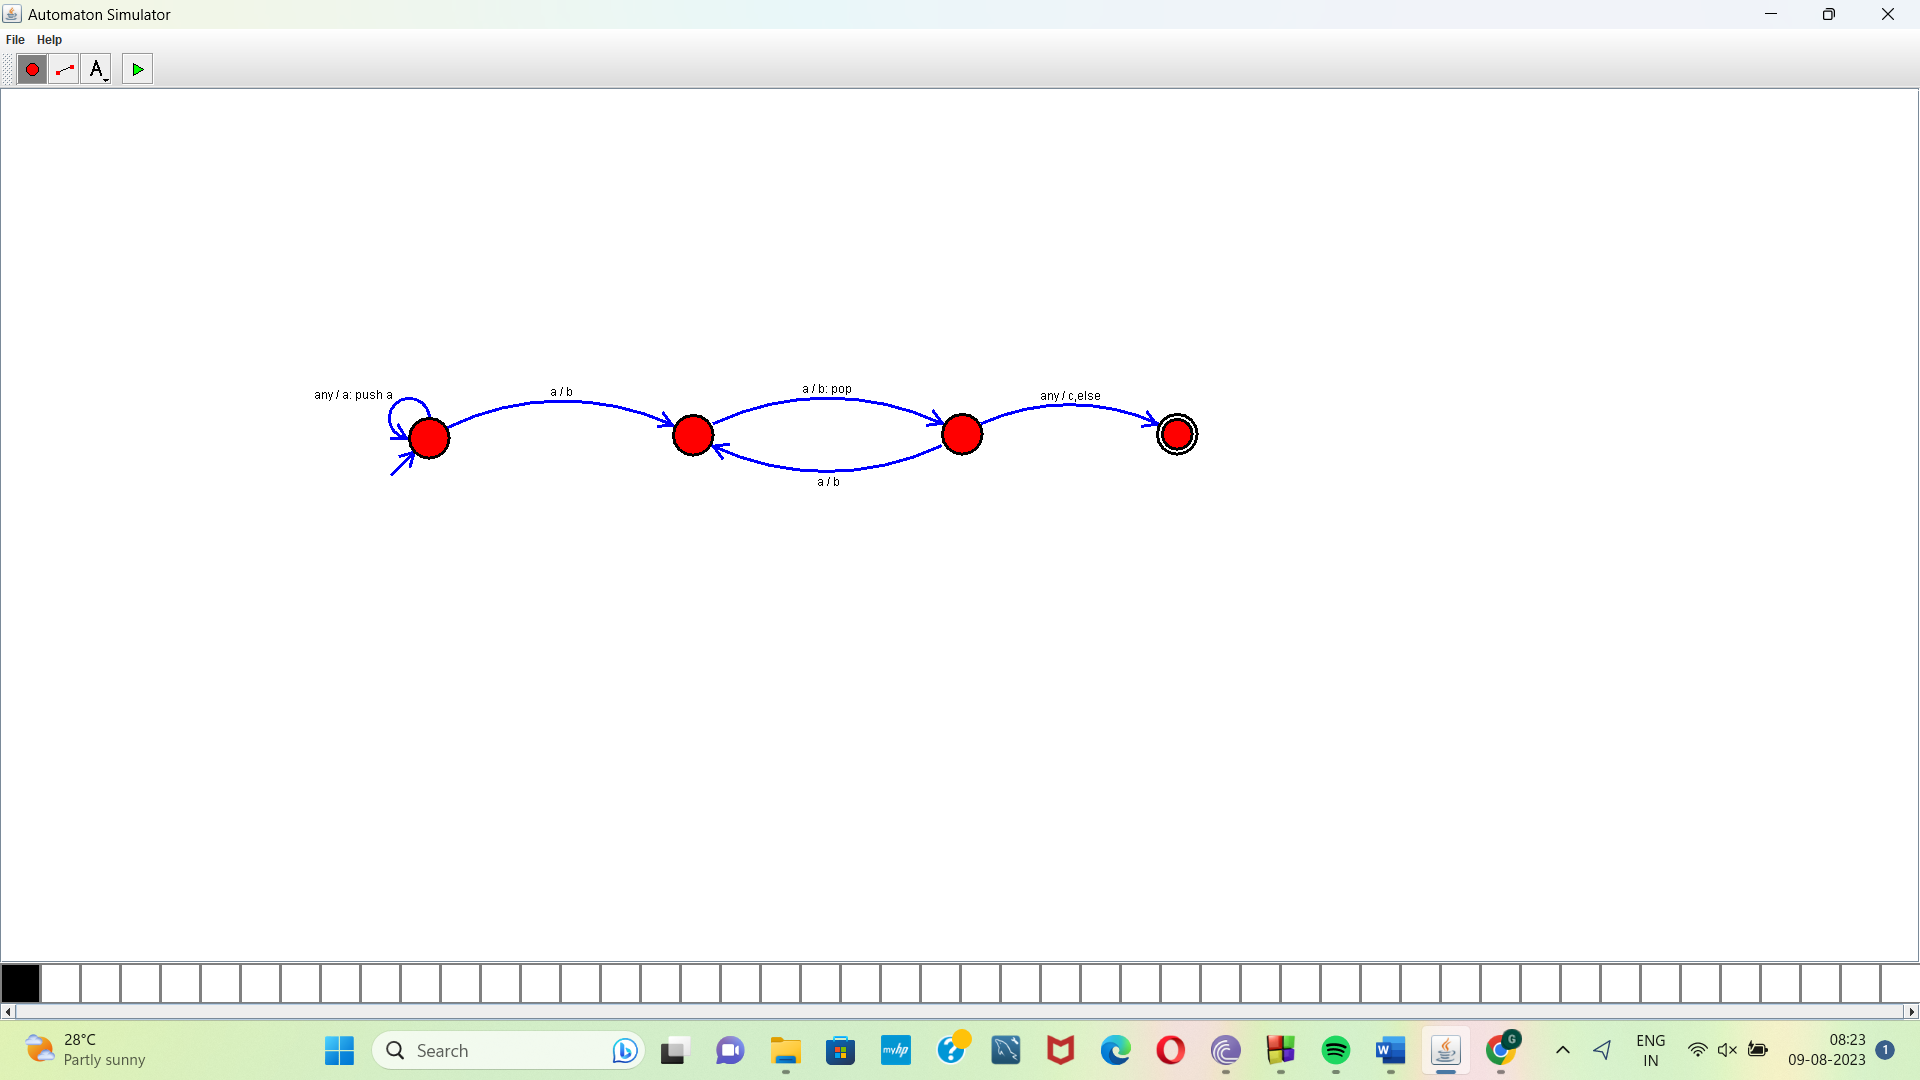 Automaton Simulator
File Help
A
any / a: push a
a / b
a / b: pop
any / c,else
a / b
28°C
Partly sunny
Search
myhp
?
W
G
ENG
IN
08:23
09-08-2023
1